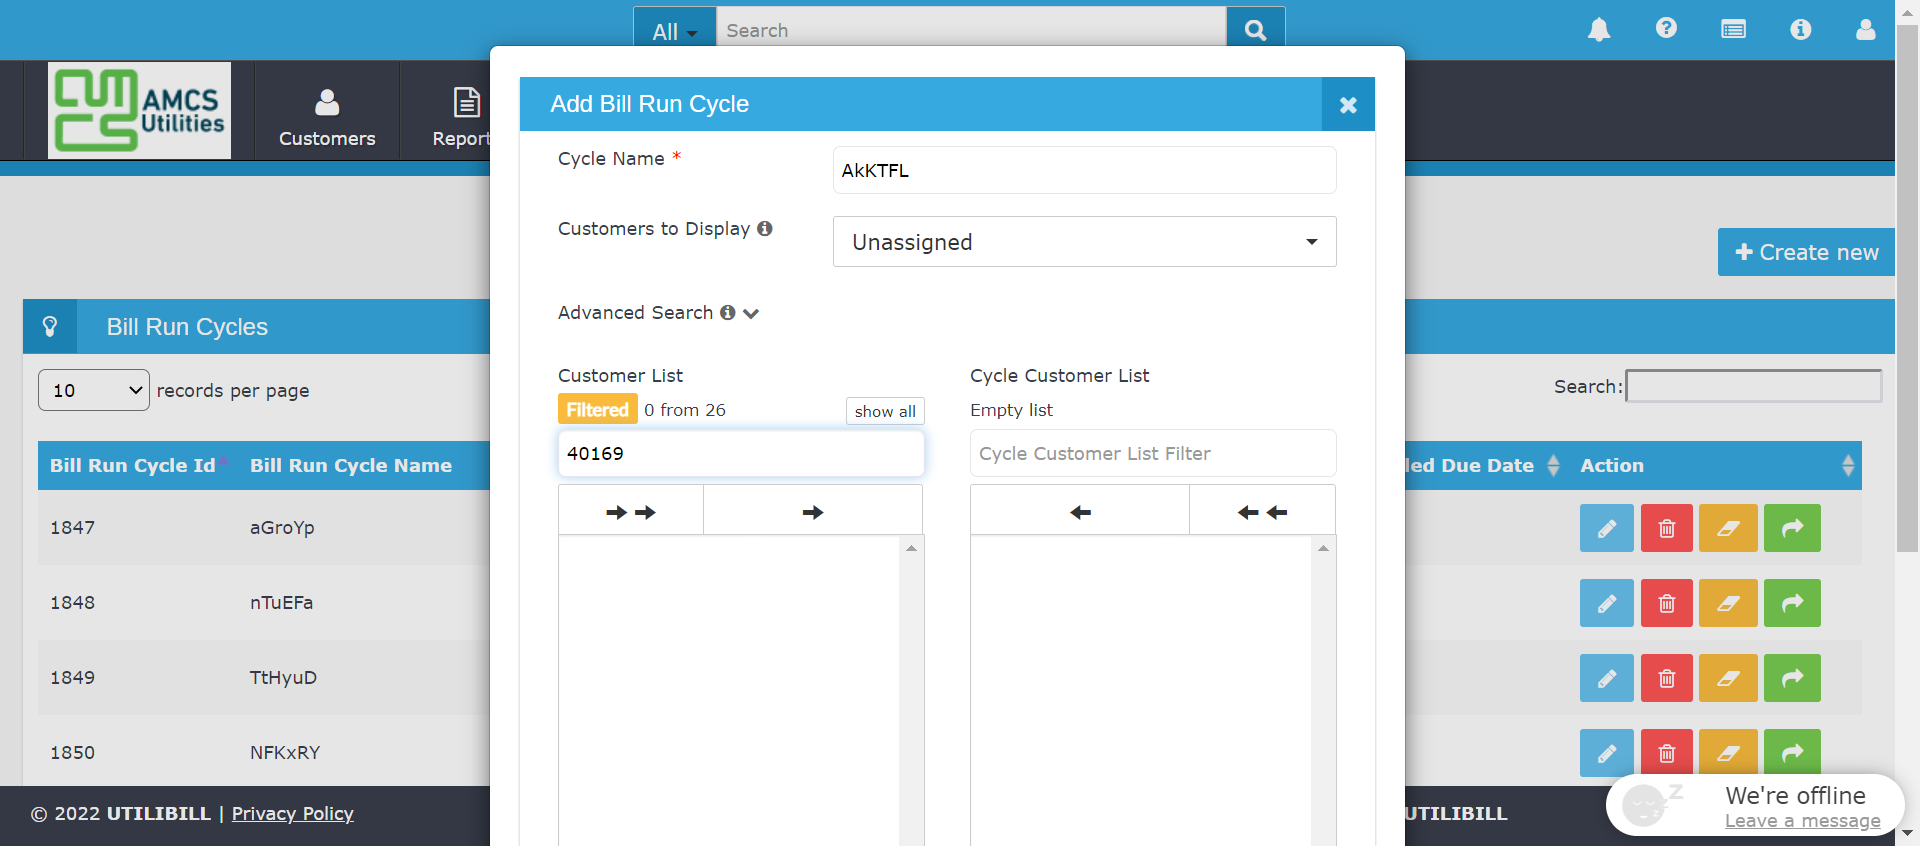 All
Search
AMCS
Utilities
Customers
Report
Add Bill Run Cycle
Cycle Name *
AkKTFL
Customers to Display
Unassigned
Advanced Search
Customer List
Filtered 0 from 26
show all
40169
Cycle Customer List
Empty list
Cycle Customer List Filter
+ Create new
Bill Run Cycles
10 records per page
Search:
Bill Run Cycle Id Bill Run Cycle Name
led Due Date Action
1847 aGroYp
1848 nTuEFa
1849 TtHyuD
1850 NFKxRY
© 2022 UTILIBILL | Privacy Policy
UTILIBILL
We're offline
Leave a message